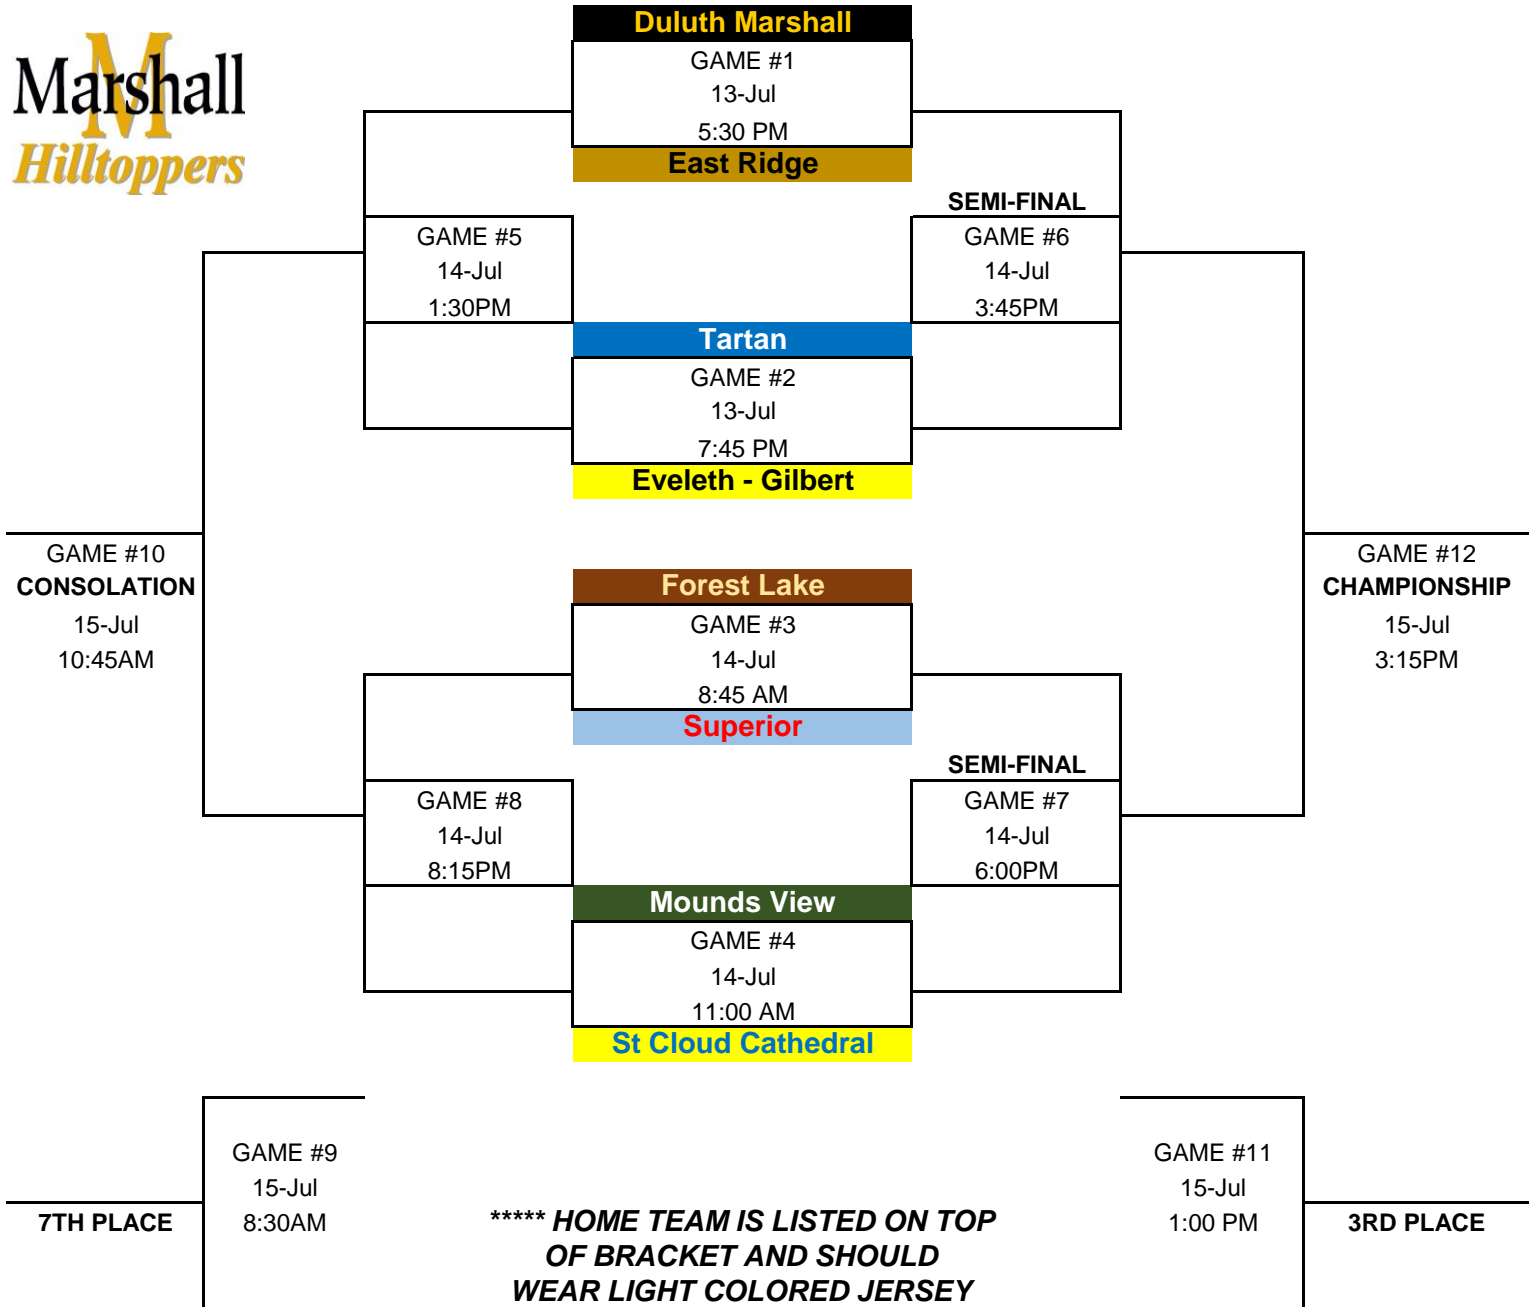 Marshall
M
Hilltoppers
Duluth Marshall
GAME #1
13-Jul
5:30 PM
East Ridge
SEMI-FINAL
GAME #5
14-Jul
1:30PM
GAME #6
14-Jul
3:45PM
Tartan
GAME #2
13-Jul
7:45 PM
Eveleth - Gilbert
GAME #10
CONSOLATION
15-Jul
10:45AM
GAME #12
CHAMPIONSHIP
15-Jul
3:15PM
Forest Lake
GAME #3
14-Jul
8:45 AM
Superior
SEMI-FINAL
GAME #8
14-Jul
8:15PM
GAME #7
14-Jul
6:00PM
Mounds View
GAME #4
14-Jul
11:00 AM
St Cloud Cathedral
GAME #9
15-Jul
8:30AM
7TH PLACE
GAME #11
15-Jul
1:00 PM
3RD PLACE
***** HOME TEAM IS LISTED ON TOP
OF BRACKET AND SHOULD
WEAR LIGHT COLORED JERSEY